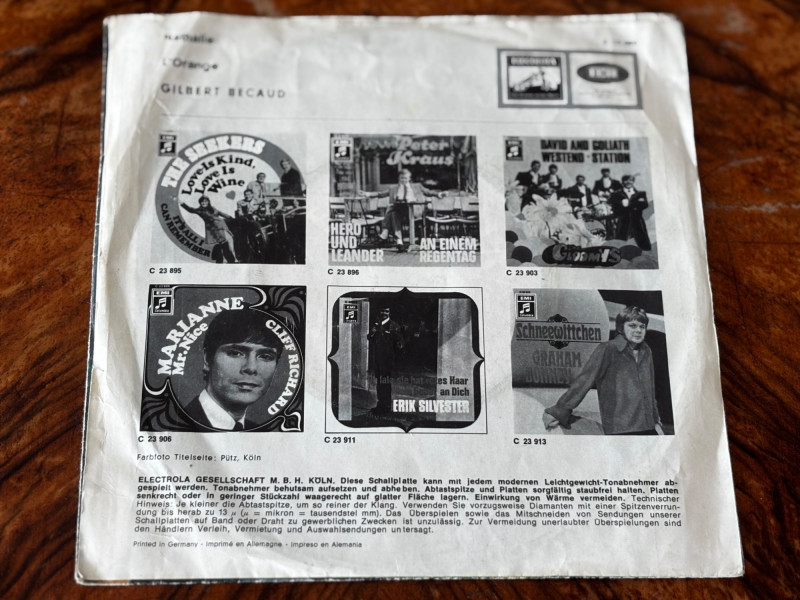 Nathalie
L'Orange
GILBERT BECAUD
EMI
THE SEEKERS
Love Is Kind,
Love Is
Wine
ALL I
CAN REMEMBER
C 23 895
Peter
Kraus
HERO
UND
LEANDER
AN EINEM
REGENTAG
C 23 896
DAVID AND GOLIATH
WESTEND-STATION
C 23 903
MARIANNE
Mr. Nice
CLIFF RICHARD
C 23 906
an Dich
ERIK SILVESTER
C 23 911
Schneewittchen
GRAHAM
BONNEY
C 23 913
Farbfoto Titelseite: Pütz, Köln
ELECTROLA GESELLSCHAFT M. B. H. KÖLN. Diese Schallplatte kann mit jedem modernen Leichtgewicht-Tonabnehmer ab-
gespielt werden. Tonabnehmer behutsam aufsetzen und abheben. Abtastspitze und Platten sorgfältig staubfrei halten. Platten
senkrecht oder in geringer Stückzahl waagerecht auf glatter Fläche lagern. Einwirkung von Wärme vermeiden. Technischer
Hinweis: Je kleiner die Abtastspitze, um so reiner der Klang. Verwenden Sie vorzugsweise Diamanten mit einer Spitzenverrun-
dung bis herab zu 13 µ (µ = mikron = tausendstel mm). Das Überspielen sowie das Mitschneiden von Sendungen unserer
Schallplatten auf Band oder Draht zu gewerblichen Zwecken ist unzulässig. Zur Vermeidung unerlaubter Überspielungen sind
den Händlern Verleih, Vermietung und Auswahlsendungen untersagt.
Printed in Germany - Imprimé en Allemagne - Impreso en Alemania